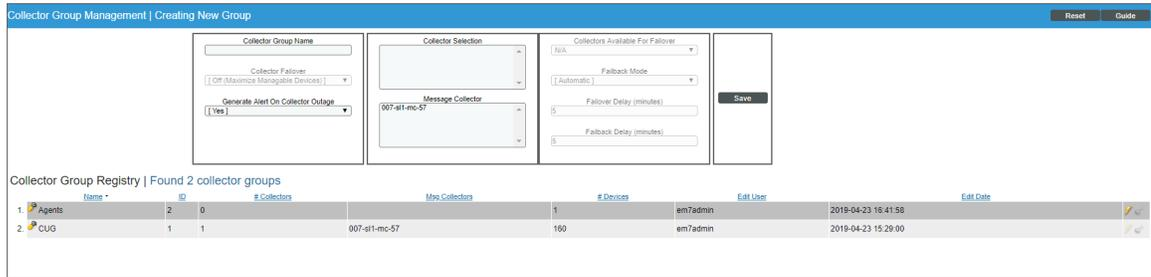 Collector Group Management | Creating New Group
Reset Guide
Collector Group Name
Collector Failover
[ Off (Maximize Managable Devices) ]
Generate Alert On Collector Outage
[ Yes ]
Collector Selection
Message Collector
007-sl1-mc-57
Collectors Available For Failover
N/A
Failback Mode
[ Automatic ]
Failover Delay (minutes)
5
Failback Delay (minutes)
5
Save
Collector Group Registry | Found 2 collector groups
Name ID # Collectors Msg Collectors # Devices Edit User Edit Date
1. Agents 2 0 1 em7admin 2019-04-23 16:41:58
2. CUG 1 1 007-sl1-mc-57 160 em7admin 2019-04-23 15:29:00